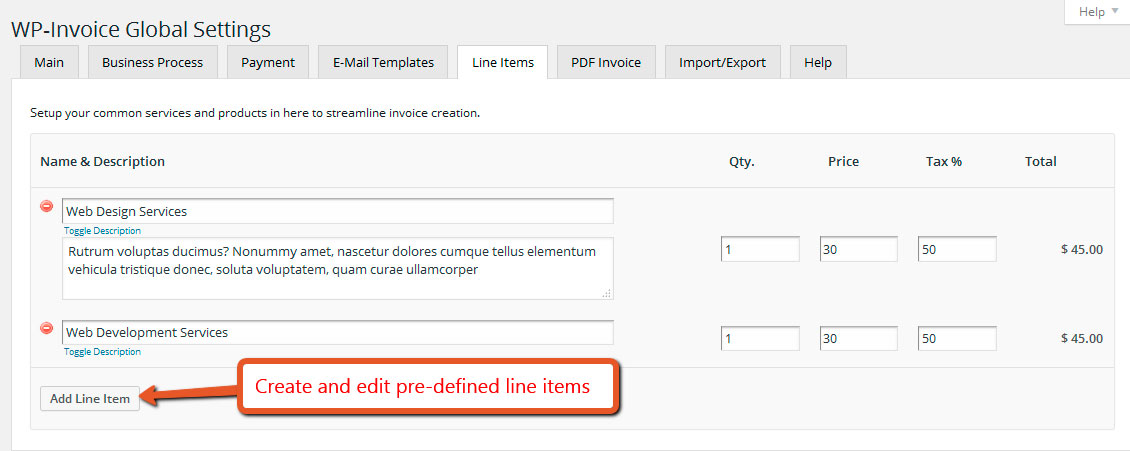 Help
WP-Invoice Global Settings
Main
Business Process
Payment
E-Mail Templates
Line Items
PDF Invoice
Import/Export
Help
Setup your common services and products in here to streamline invoice creation.
Name & Description Qty. Price Tax % Total
Web Design Services
Toggle Description
Rutrum voluptas ducimus? Nonummy amet, nascetur dolores cumque tellus elementum
vehicula tristique donec, soluta voluptatem, quam curae ullamcorper
1 30 50 $ 45.00
Web Development Services
Toggle Description
1 30 50 $ 45.00
Add Line Item
Create and edit pre-defined line items